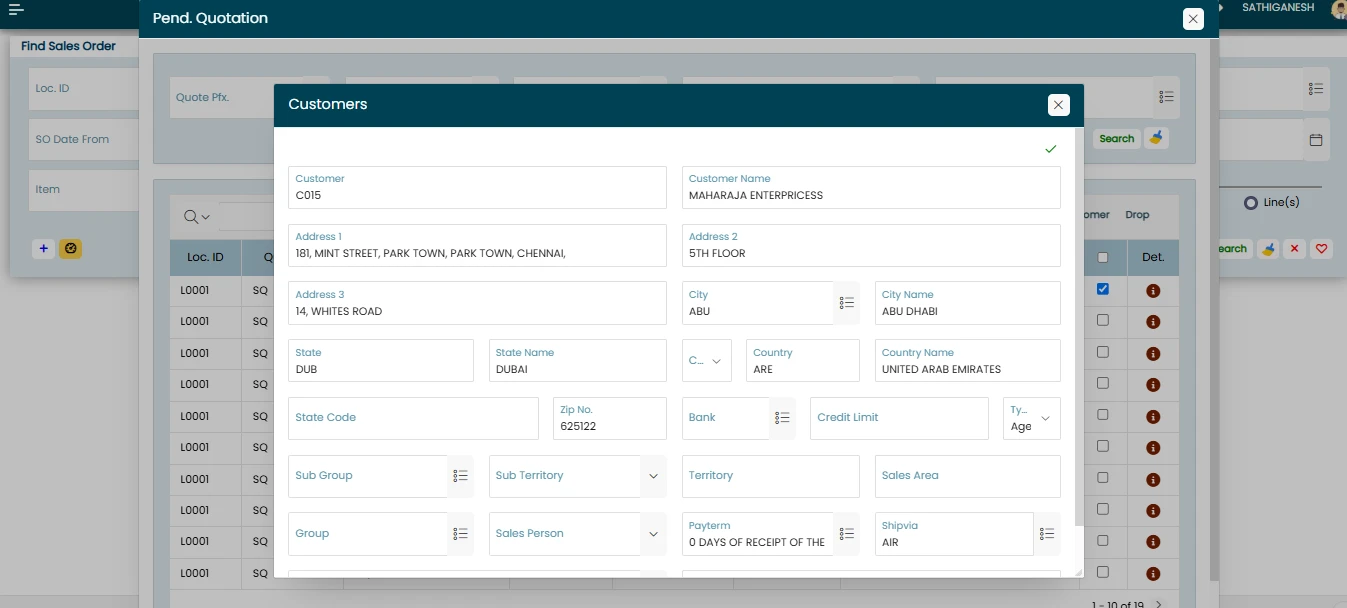 Pend. Quotation
SATHIGANESH
Find Sales Order
Loc. ID
Quote Pfx.
Customers
SO Date From
Search
Customer
C015
Customer Name
MAHARAJA ENTERPRICESS
Item
Line(s)
omer
Drop
Address 1
181, MINT STREET, PARK TOWN, PARK TOWN, CHENNAI,
Address 2
5TH FLOOR
earch
Loc. ID
Q
Det.
Address 3
14, WHITES ROAD
City
ABU
City Name
ABU DHABI
L0001 SQ
L0001 SQ
State
DUB
State Name
DUBAI
C...
Country
ARE
Country Name
UNITED ARAB EMIRATES
L0001 SQ
L0001 SQ
State Code
Zip No.
625122
Bank
Credit Limit
Ty...
Age
L0001 SQ
L0001 SQ
Sub Group
Sub Territory
Territory
Sales Area
L0001 SQ
L0001 SQ
Group
Sales Person
Payterm
0 DAYS OF RECEIPT OF THE
Shipvia
AIR
L0001 SQ
L0001 SQ
1 - 10 of 19